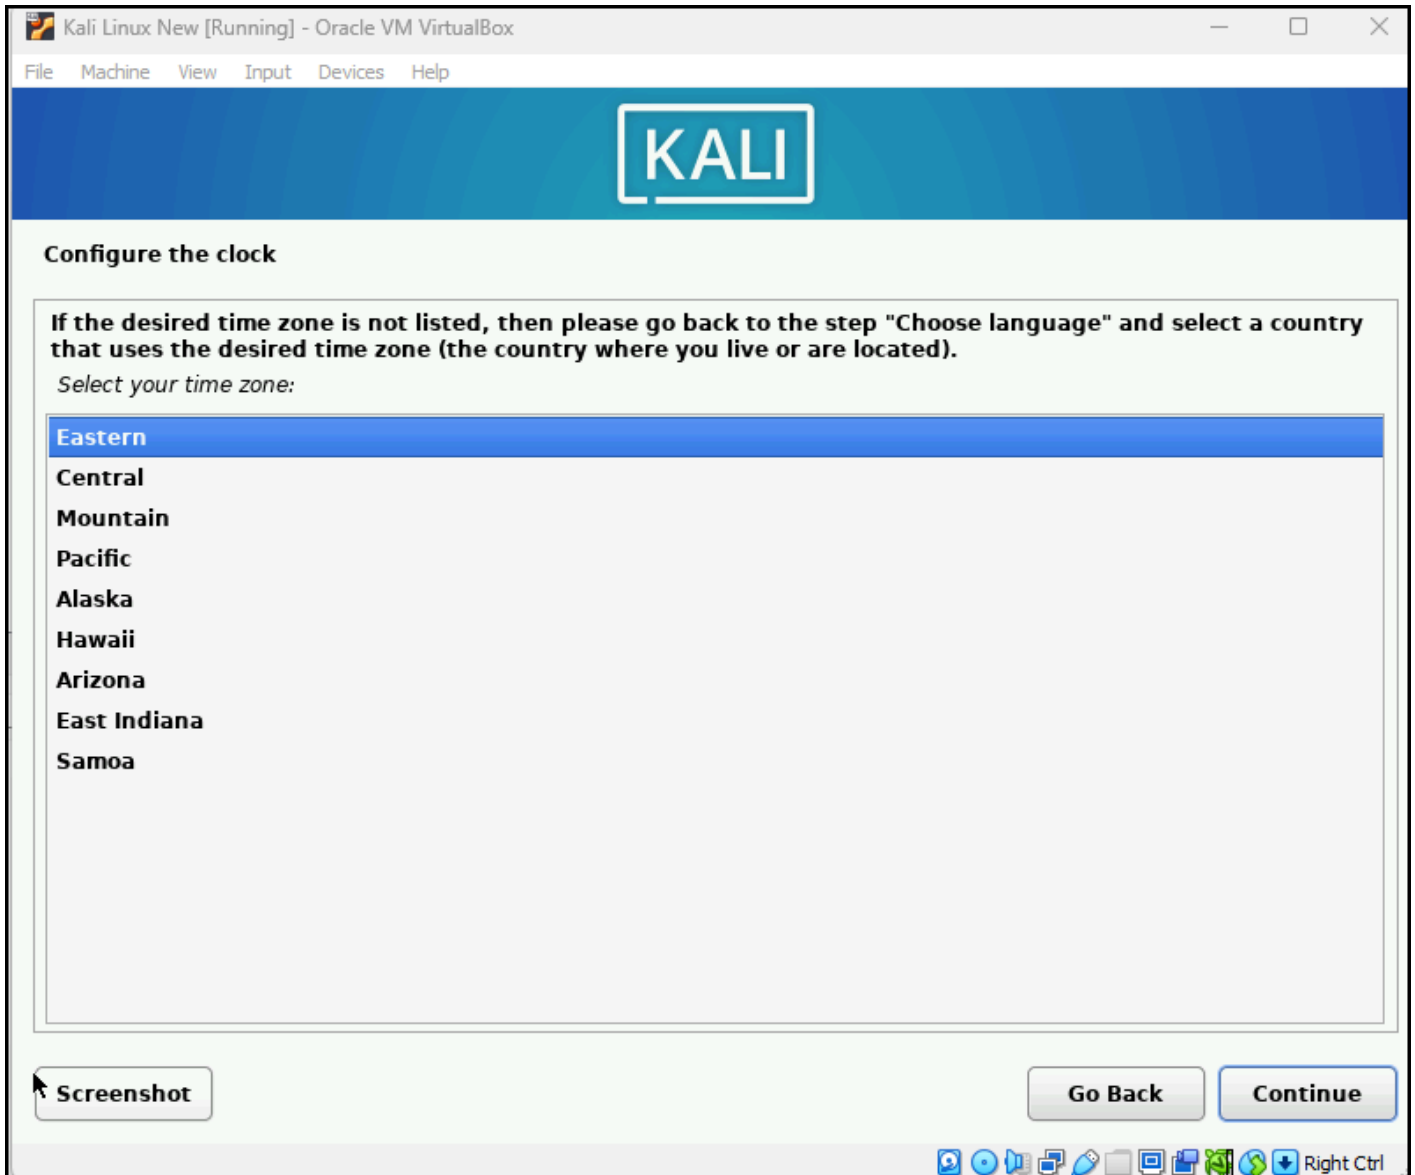 Kali Linux New [Running] - Oracle VM VirtualBox
File Machine View Input Devices Help
KALI
Configure the clock
If the desired time zone is not listed, then please go back to the step "Choose language" and select a country
that uses the desired time zone (the country where you live or are located).
Select your time zone:
Eastern
Central
Mountain
Pacific
Alaska
Hawaii
Arizona
East Indiana
Samoa
Screenshot Go Back Continue
Right Ctrl